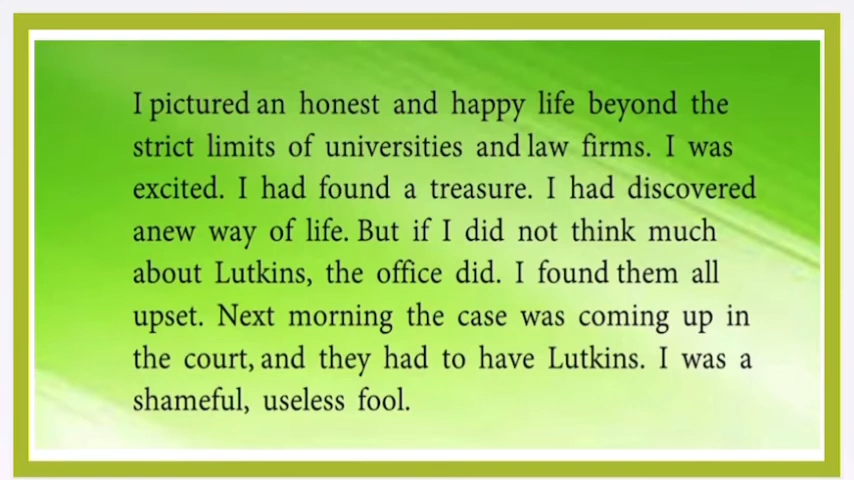 I pictured an honest and happy life beyond the
strict limits of universities and law firms. I was
excited. I had found a treasure. I had discovered
anew way of life. But if I did not think much
about Lutkins, the office did. I found them all
upset. Next morning the case was coming up in
the court, and they had to have Lutkins. I was a
shameful, useless fool.